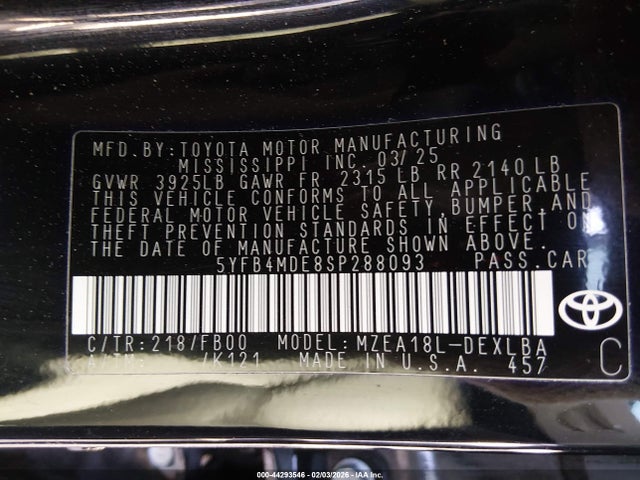 MFD.BY:TOYOTA MOTOR MANUFACTURING
MISSISSIPPI INC. 03/25
GVWR 3925LB GAWR FR 2315 LB RR 2140LB
THIS VEHICLE CONFORMS TO ALL APPLICABLE
FEDERAL MOTOR VEHICLE SAFETY,BUMPER,AND
THEFT PREVENTION STANDARDS IN EFFECT ON
THE DATE OF MANUFACTURE SHOWN ABOVE.
5YFB4MDE8SP288093 PASS.CAR
C/TR:218/FB00 MODEL:MZEA18L-DEXLBA
A/TM: /K121 MADE IN U.S.A. 457
C
000-44293546 - 02/03/2026 - IAA Inc.